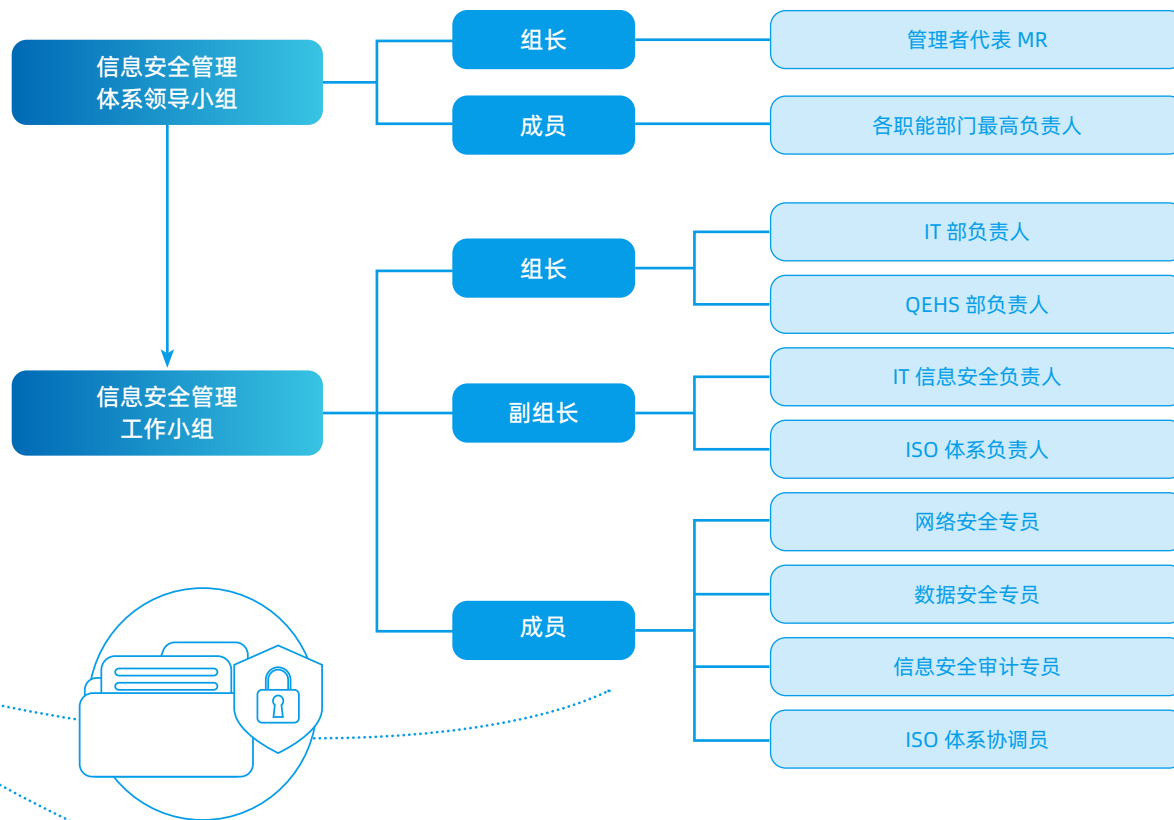 信息安全管理
体系领导小组
组长
管理者代表 MR
成员
各职能部门最高负责人
信息安全管理
工作小组
组长
IT 部负责人
QEHS 部负责人
副组长
IT 信息安全负责人
ISO 体系负责人
成员
网络安全专员
数据安全专员
信息安全审计专员
ISO 体系协调员